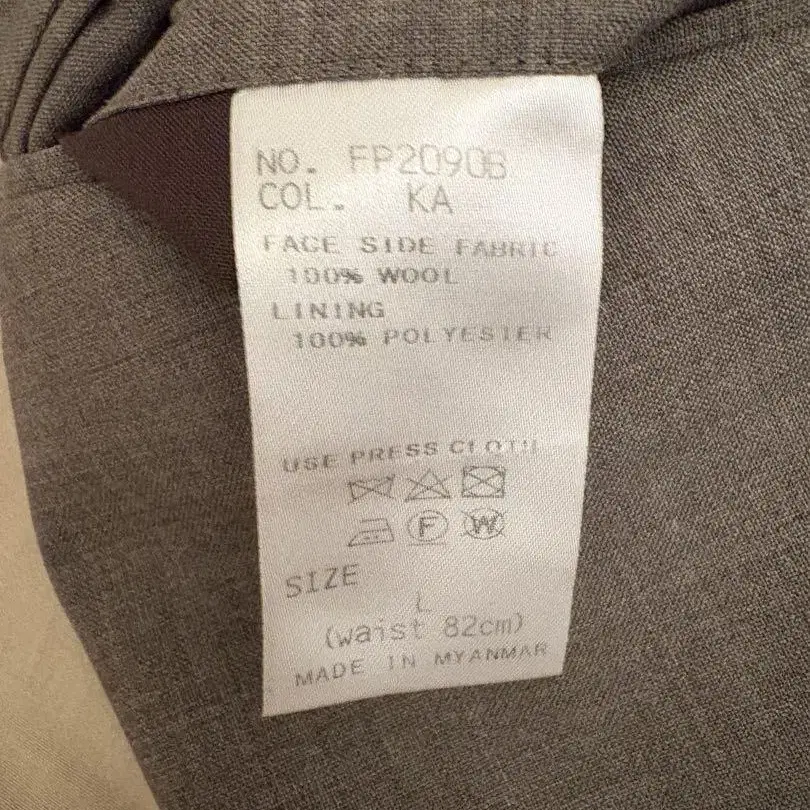 NO. FP2090B
COL. KA
FACE SIDE FABRIC
100% WOOL
LINING
100% POLYESTER
USE PRESS CLOTH
F W
SIZE
L
(waist 82cm)
MADE IN MYANMAR